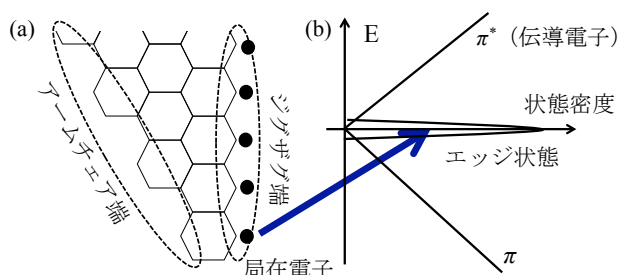 (a)
アームチェア端
ジグザグ端
局在電子
(b)
E
π*（伝導電子）
状態密度
エッジ状態
π